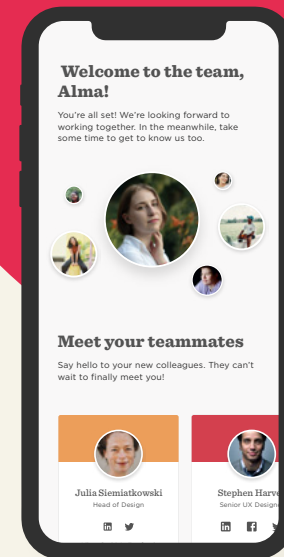 Welcome to the team,
Alma!
You're all set! We're looking forward to
working together. In the meanwhile, take
some time to get to know us too.
Meet your teammates
Say hello to your new colleagues. They can't
wait to finally meet you!
Julia Siemiatkowski
Stephen Harve
Head of Design
Senior UX Design